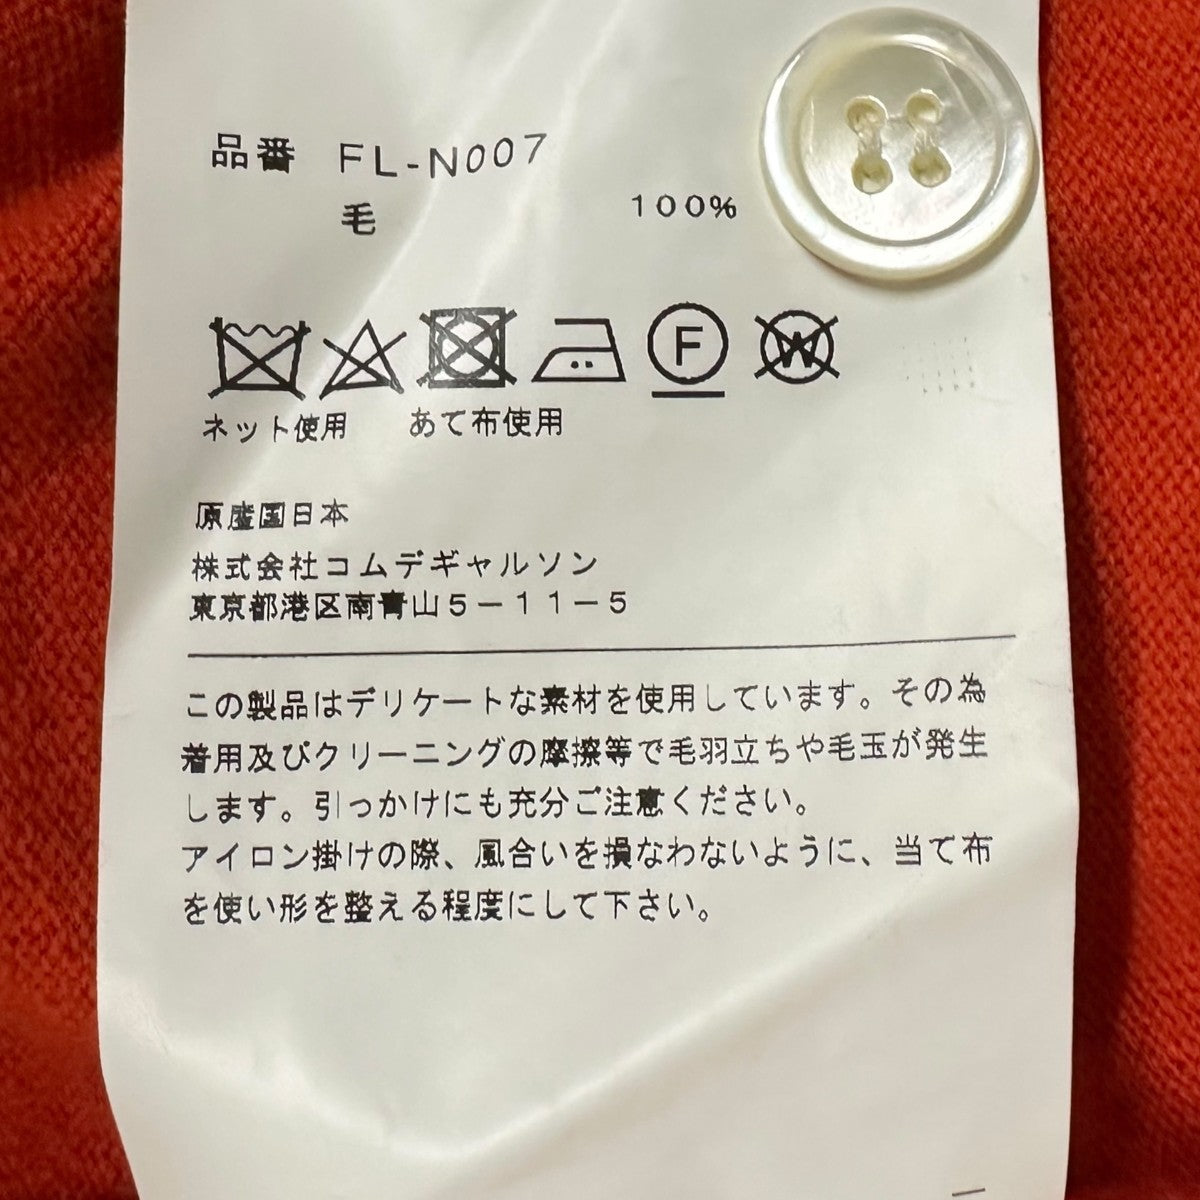 品番 FL-N007
毛 100%
F W
ネット使用 あて布使用
原産国日本
株式会社コムデギャルソン
東京都港区南青山5-11-5
この製品はデリケートな素材を使用しています。その為
着用及びクリーニングの摩擦等で毛羽立ちや毛玉が発生
します。引っかけにも充分ご注意ください。
アイロン掛けの際、風合いを損なわないように、当て布
を使い形を整える程度にして下さい。